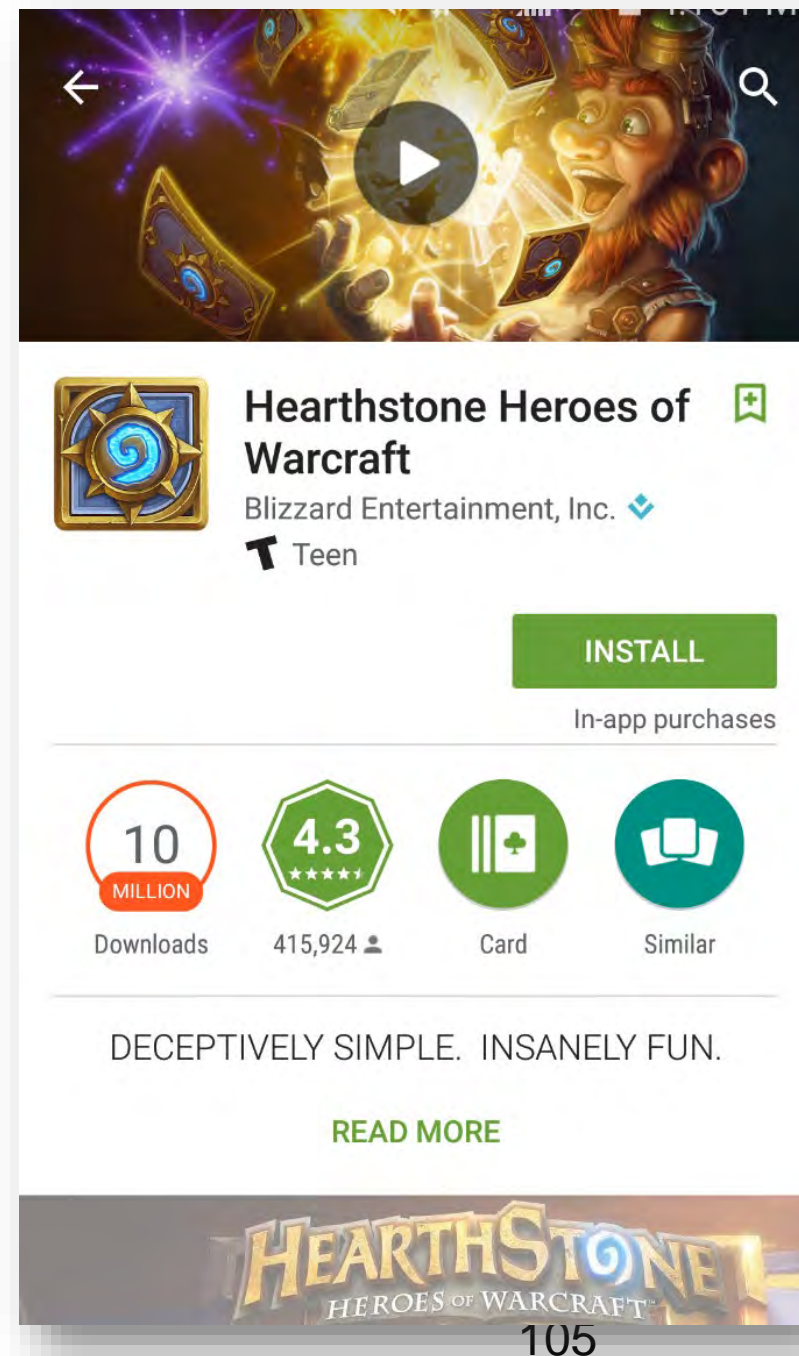 Hearthstone Heroes of
Warcraft
Blizzard Entertainment, Inc.
T Teen
INSTALL
In-app purchases
10
MILLION
Downloads
4.3
415,924
Card
Similar
DECEPTIVELY SIMPLE. INSANELY FUN.
READ MORE
HEARTHSTONE
HEROES OF WARCRAFT
105